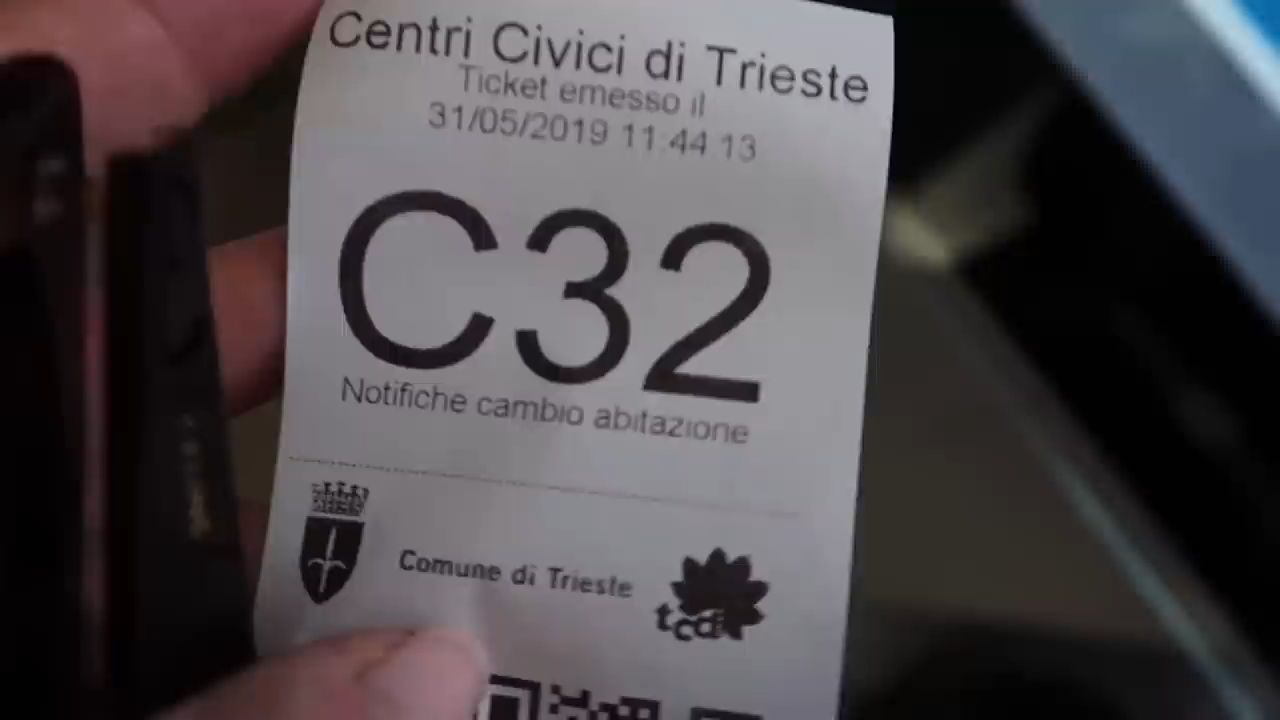 Centri Civici di Trieste
Ticket emesso il
31/05/2019 11:44:13
C32
Notifiche cambio abitazione
Comune di Trieste
tcd